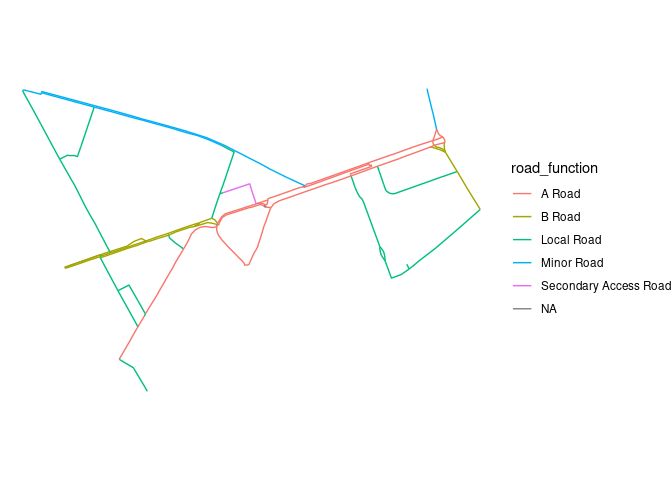 road_function
A Road
B Road
Local Road
Minor Road
Secondary Access Road
NA